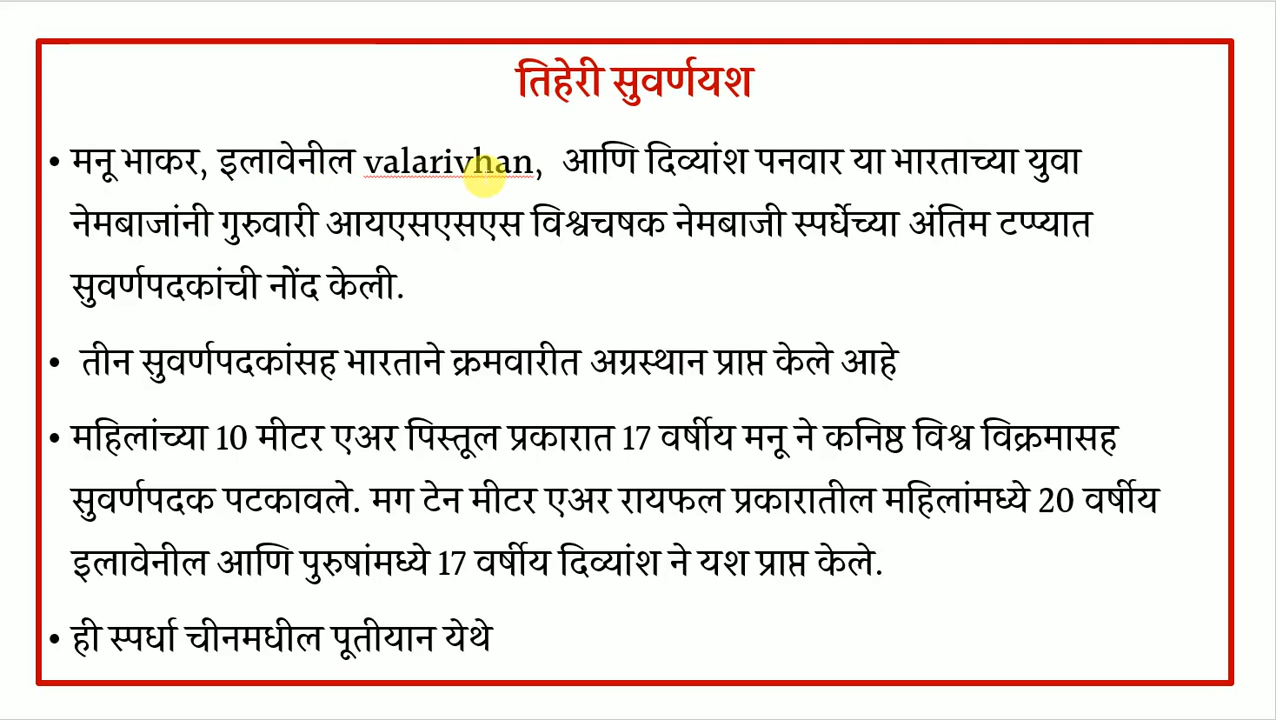 तिहेरी सुवर्णयश
• मनू भाकर, इलावेनील valarivhan, आणि दिव्यांश पनवार या भारताच्या युवा
नेमबाजांनी गुरुवारी आयएसएसएस विश्वचषक नेमबाजी स्पर्धेच्या अंतिम टप्प्यात
सुवर्णपदकांची नोंद केली.
• तीन सुवर्णपदकांसह भारताने क्रमवारीत अग्रस्थान प्राप्त केले आहे
• महिलांच्या 10 मीटर एअर पिस्तूल प्रकारात 17 वर्षीय मनू ने कनिष्ठ विश्व विक्रमासह
सुवर्णपदक पटकावले. मग टेन मीटर एअर रायफल प्रकारातील महिलांमध्ये 20 वर्षीय
इलावेनील आणि पुरुषांमध्ये 17 वर्षीय दिव्यांश ने यश प्राप्त केले.
• ही स्पर्धा चीनमधील पूतीयान येथे